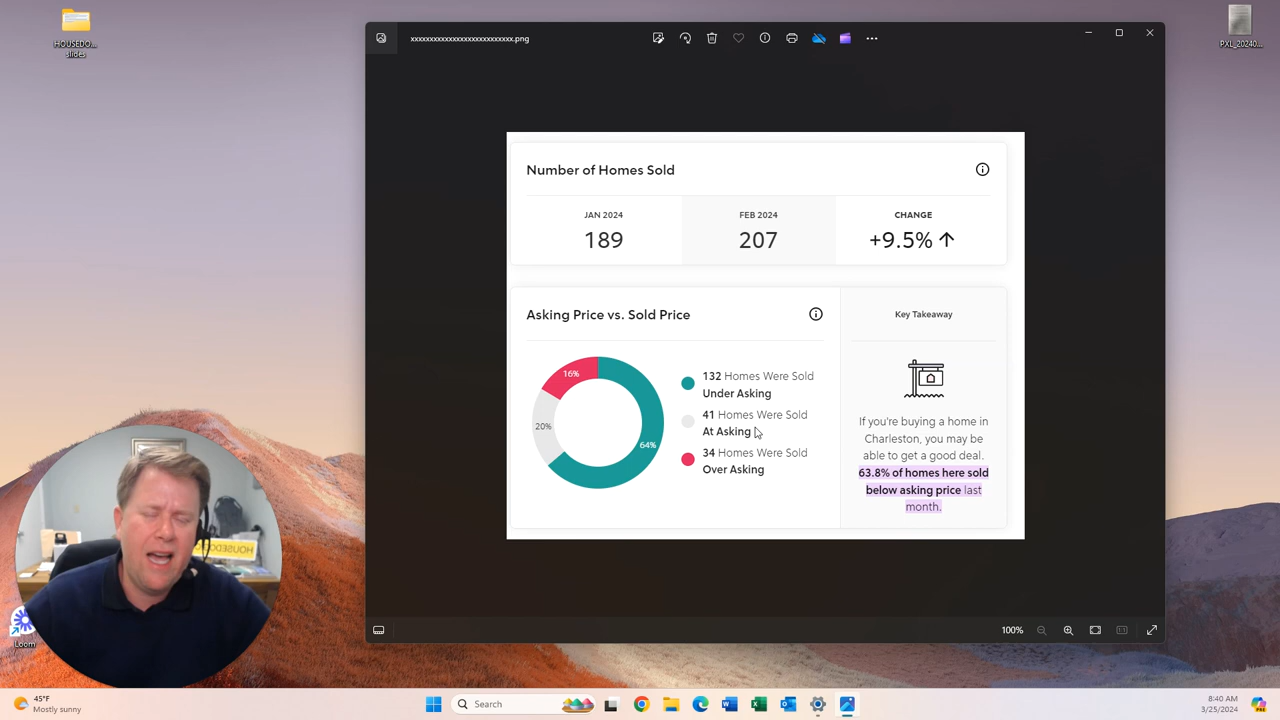 HOUSEDO...
slides
xxxxxxxxxxxxxxxxxxxxxxxxxxx.png
PXL_20240...
Number of Homes Sold
JAN 2024
FEB 2024
CHANGE
189
207
+9.5%
Asking Price vs. Sold Price
Key Takeaway
16%
20%
64%
132 Homes Were Sold
Under Asking
41 Homes Were Sold
At Asking
34 Homes Were Sold
Over Asking
If you're buying a home in
Charleston, you may be
able to get a good deal.
63.8% of homes here sold
below asking price last
month.
HOUSEDO
Loom
100%
1:1
45°F
Mostly sunny
Search
8:40 AM
3/25/2024